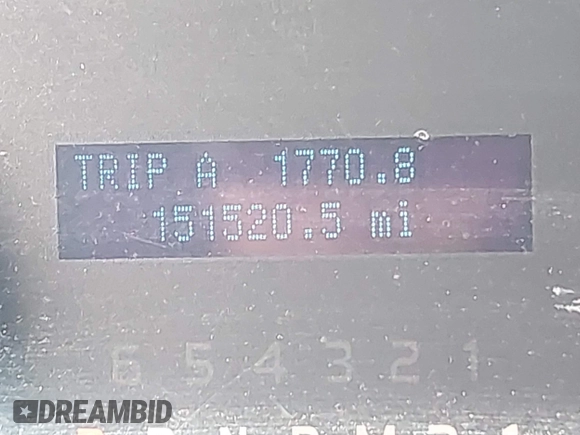 TRIP A 1770.8
151520.5 mi
6 5 4 3 2 1
DREAMBID